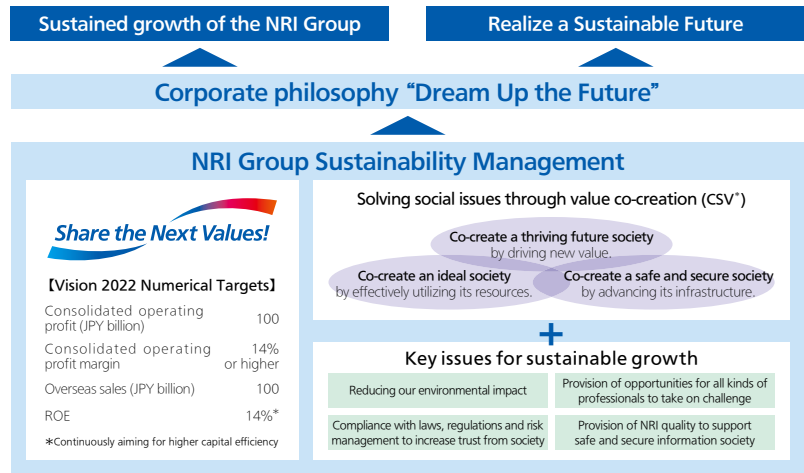 Sustained growth of the NRI Group
Realize a Sustainable Future
Corporate philosophy “Dream Up the Future”
NRI Group Sustainability Management
Share the Next Values!
【Vision 2022 Numerical Targets】
Consolidated operating
profit (JPY billion)
100
Consolidated operating
profit margin
14%
or higher
Overseas sales (JPY billion)
100
ROE
14%*
*Continuously aiming for higher capital efficiency
Solving social issues through value co-creation (CSV*)
Co-create a thriving future society
by driving new value.
Co-create an ideal society
by effectively utilizing its resources.
Co-create a safe and secure society
by advancing its infrastructure.
+
Key issues for sustainable growth
Reducing our environmental impact
Provision of opportunities for all kinds of
professionals to take on challenge
Compliance with laws, regulations and risk
management to increase trust from society
Provision of NRI quality to support
safe and secure information society